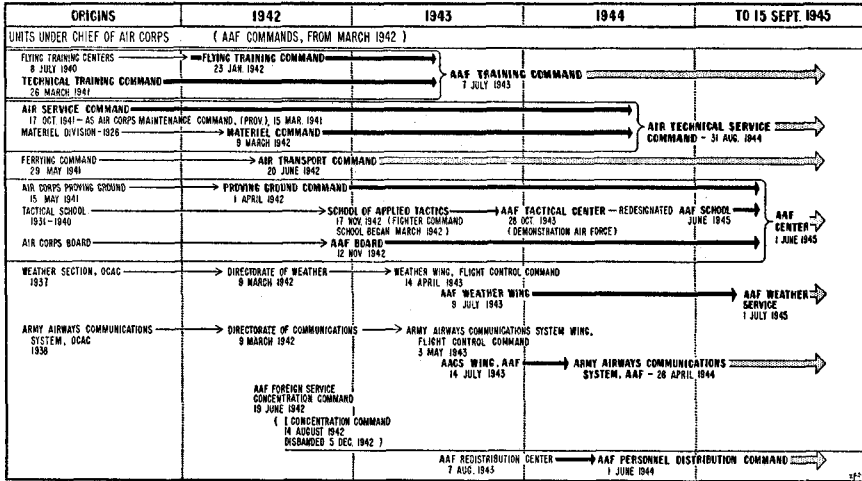 ORIGINS 1942 1943 1944 TO 15 SEPT. 1945
UNITS UNDER CHIEF OF AIR CORPS ( AAF COMMANDS, FROM MARCH 1942 )
FLYING TRAINING CENTERS
8 JULY 1940
FLYING TRAINING COMMAND
23 JAN. 1942
TECHNICAL TRAINING COMMAND
26 MARCH 1941
AAF TRAINING COMMAND
7 JULY 1943
AIR SERVICE COMMAND
17 OCT. 1941—AS AIR CORPS MAINTENANCE COMMAND, (PROV.), 15 MAR. 1941
MATERIEL DIVISION-1926
MATERIEL COMMAND
9 MARCH 1942
AIR TECHNICAL SERVICE
COMMAND - 31 AUG. 1944
FERRYING COMMAND
29 MAY 1941
AIR TRANSPORT COMMAND
20 JUNE 1942
AIR CORPS PROVING GROUND
15 MAY 1941
PROVING GROUND COMMAND
1 APRIL 1942
TACTICAL SCHOOL
1931-1940
SCHOOL OF APPLIED TACTICS
17 NOV. 1942 (FIGHTER COMMAND
SCHOOL BEGAN MARCH 1942 )
AAF TACTICAL CENTER
28 OCT. 1943
(DEMONSTRATION AIR FORCE)
REDESIGNATED AAF SCHOOL
JUNE 1945
AIR CORPS BOARD
AAF BOARD
12 NOV 1942
AAF
CENTER
1 JUNE 1945
WEATHER SECTION, OCAC
1937
DIRECTORATE OF WEATHER
9 MARCH 1942
WEATHER WING, FLIGHT CONTROL COMMAND
14 APRIL 1943
AAF WEATHER WING
9 JULY 1943
AAF WEATHER
SERVICE
1 JULY 1945
ARMY AIRWAYS COMMUNICATIONS
SYSTEM, OCAC
1938
DIRECTORATE OF COMMUNICATIONS
9 MARCH 1942
ARMY AIRWAYS COMMUNICATIONS SYSTEM WING,
FLIGHT CONTROL COMMAND
3 MAY 1943
AACS WING, AAF
14 JULY 1943
ARMY AIRWAYS COMMUNICATIONS
SYSTEM, AAF - 26 APRIL 1944
AAF FOREIGN SERVICE
CONCENTRATION COMMAND
19 JUNE 1942
( I CONCENTRATION COMMAND
14 AUGUST 1942
DISBANDED 5 DEC. 1942 )
AAF REDISTRIBUTION CENTER
7 AUG. 1943
AAF PERSONNEL DISTRIBUTION COMMAND
1 JUNE 1944